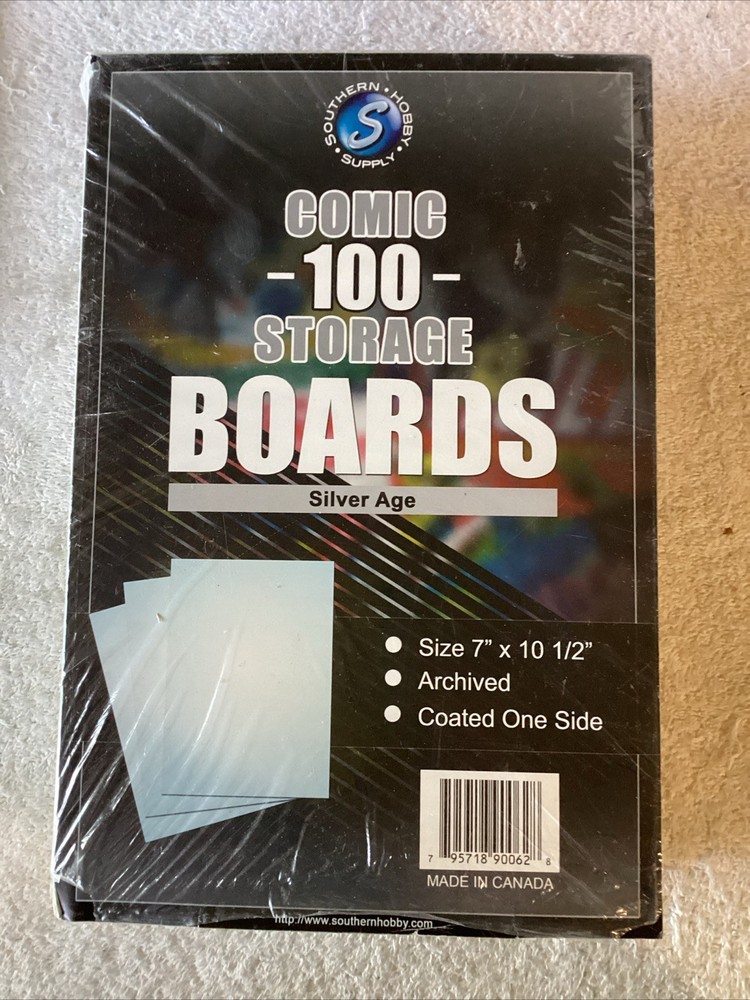 SOUTHERN • HOBBY • SUPPLY •
S
COMIC
- 100 -
STORAGE
BOARDS
Silver Age
• Size 7” x 10 1/2”
• Archived
• Coated One Side
7 95718 90062 8
MADE IN CANADA
http://www.southernhobby.com